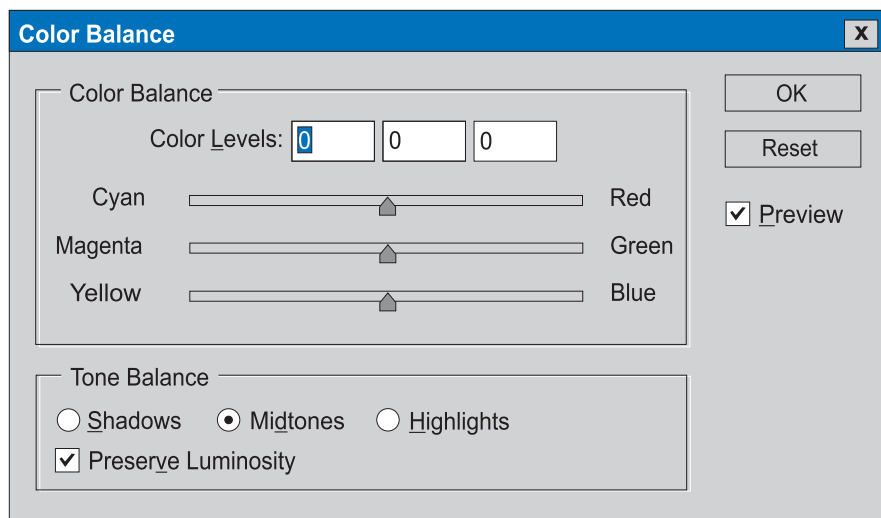 Color Balance X
Color Balance
OK
Color Levels: 0 0 0
Reset
Cyan Red
Preview
Magenta Green
Yellow Blue
Tone Balance
Shadows Midtones Highlights
Preserve Luminosity